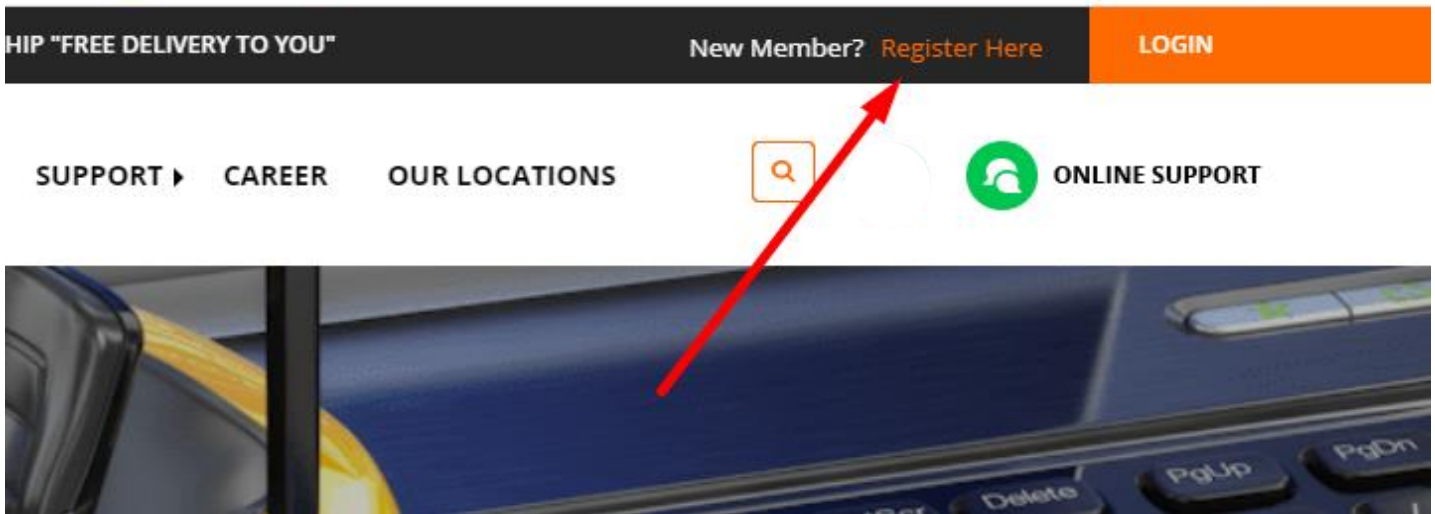 HIP "FREE DELIVERY TO YOU"
New Member? Register Here
LOGIN
SUPPORT
CAREER
OUR LOCATIONS
ONLINE SUPPORT
PgUp
PgDn
Delete